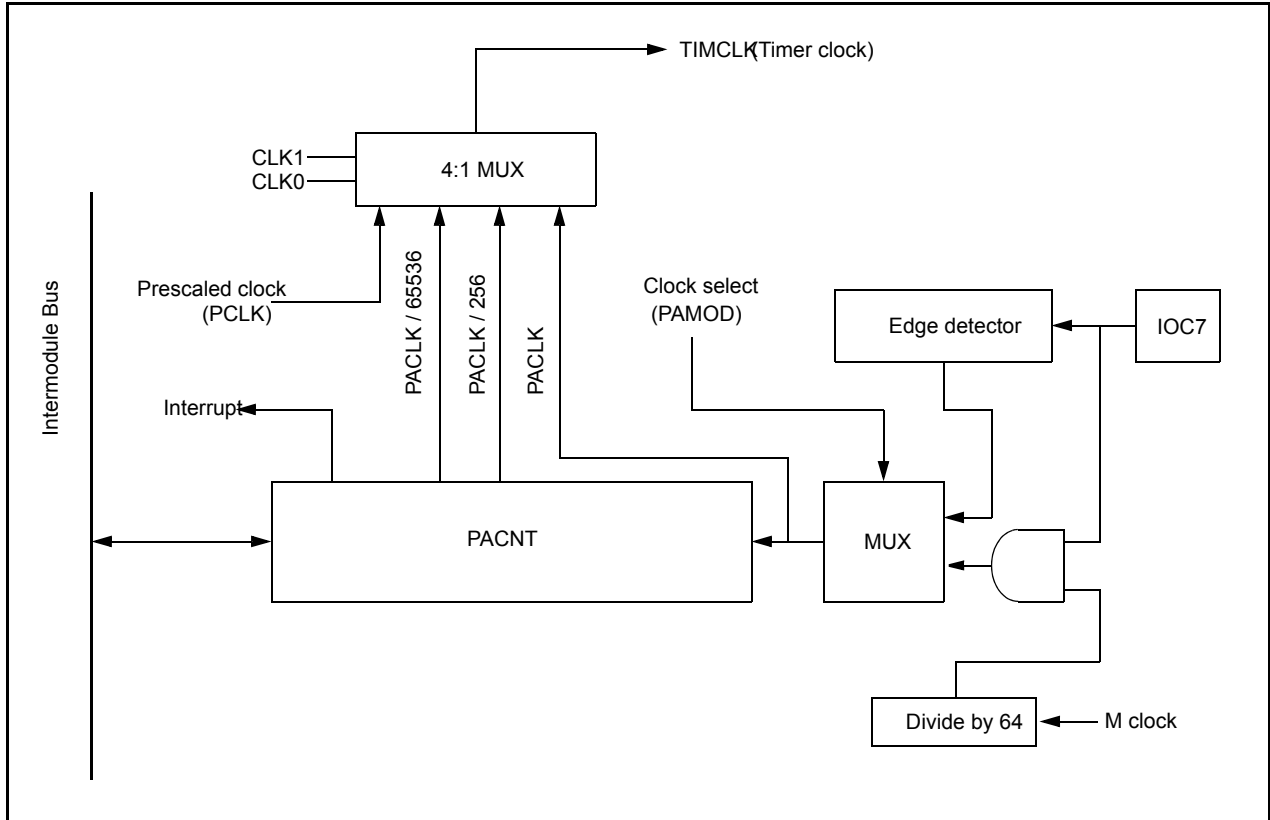 TIMCLK(Timer clock)
CLK1
CLK0
4:1 MUX
Intermodule Bus
Prescaled clock
(PCLK)
PACLK / 65536
PACLK / 256
PACLK
Clock select
(PAMOD)
Edge detector
IOC7
Interrupt
PACNT
MUX
Divide by 64
M clock